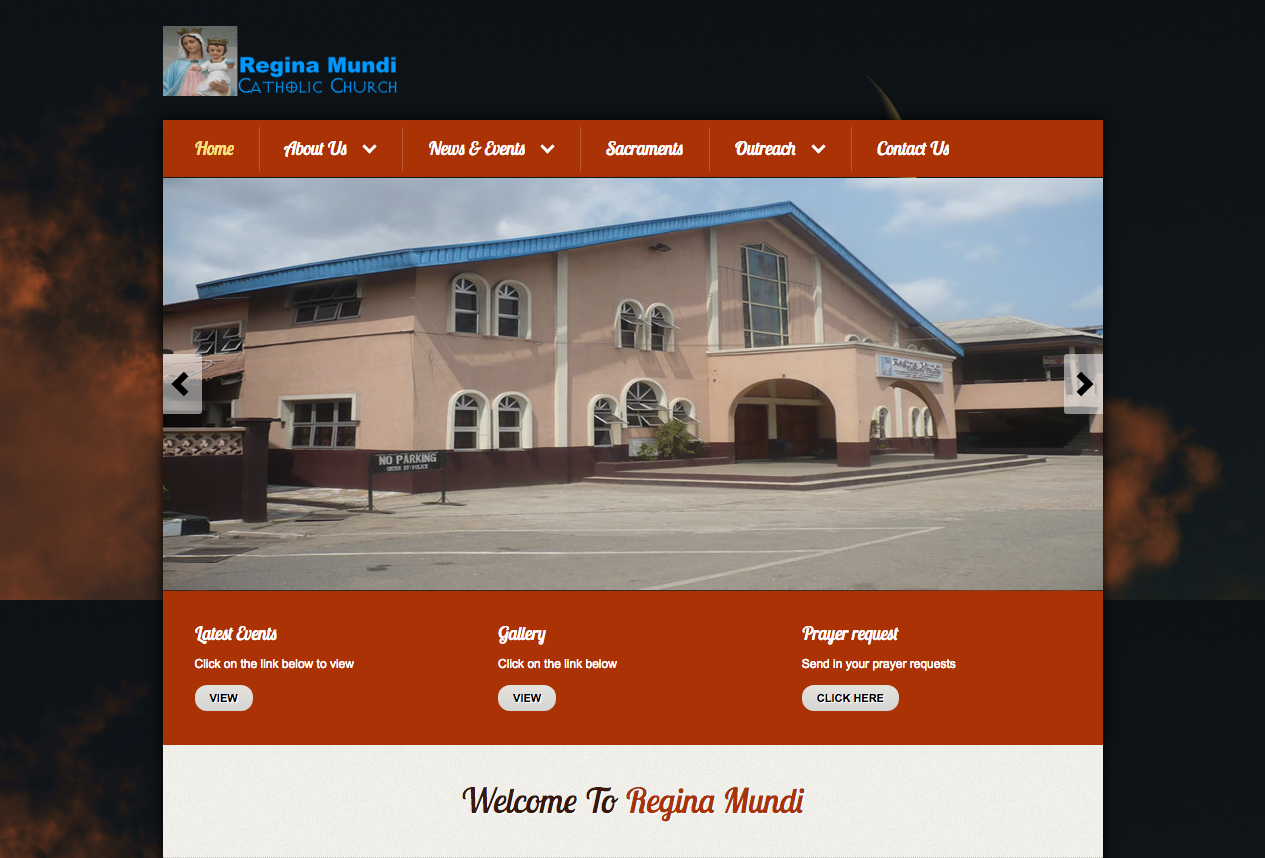 Regina Mundi
CATHOLIC CHURCH
Home About Us News & Events Sacraments Outreach Contact Us
Regina Mundi
NO PARKING
ORDER BY POLICE
Latest Events
Click on the link below to view
VIEW
Gallery
Click on the link below
VIEW
Prayer request
Send in your prayer requests
CLICK HERE
Welcome To Regina Mundi